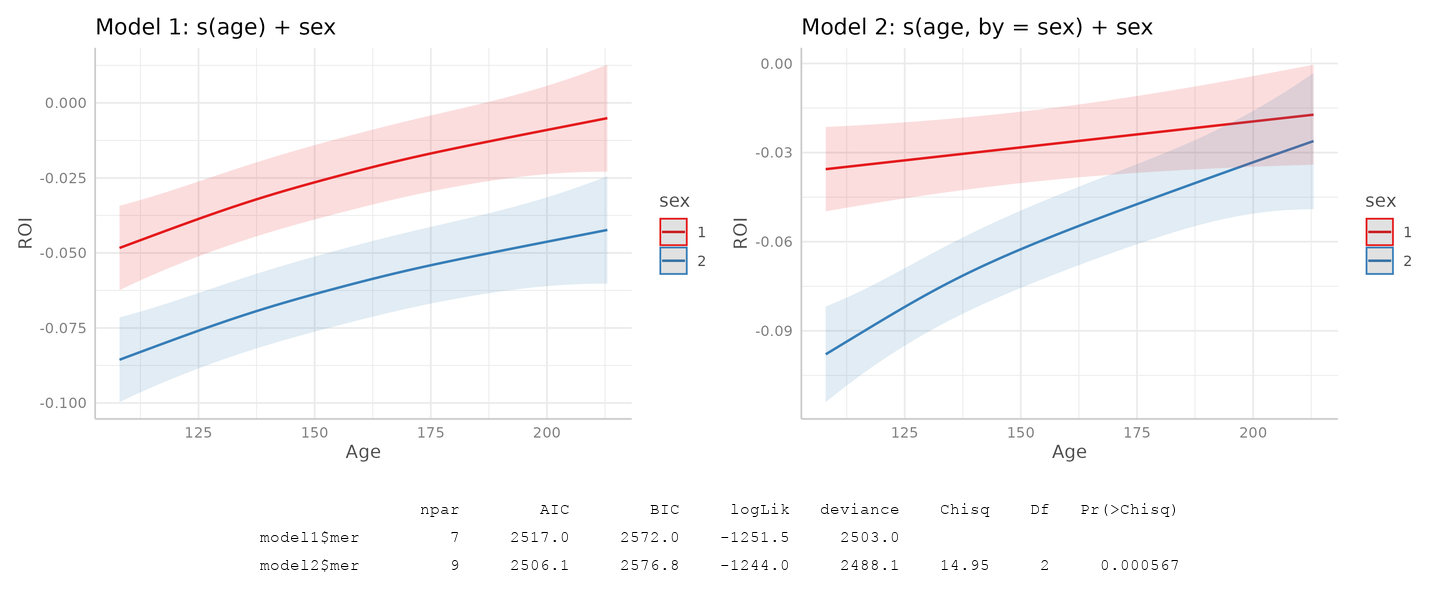 Model 1: s(age) + sex
0.000
-0.025
-0.050
-0.075
-0.100
ROI
125 150 175 200
Age
sex
1
2
Model 2: s(age, by = sex) + sex
0.00
-0.03
-0.06
-0.09
ROI
125 150 175 200
Age
sex
1
2
npar AIC BIC logLik deviance Chisq Df Pr(>Chisq)
model1$mer 7 2517.0 2572.0 -1251.5 2503.0
model2$mer 9 2506.1 2576.8 -1244.0 2488.1 14.95 2 0.000567